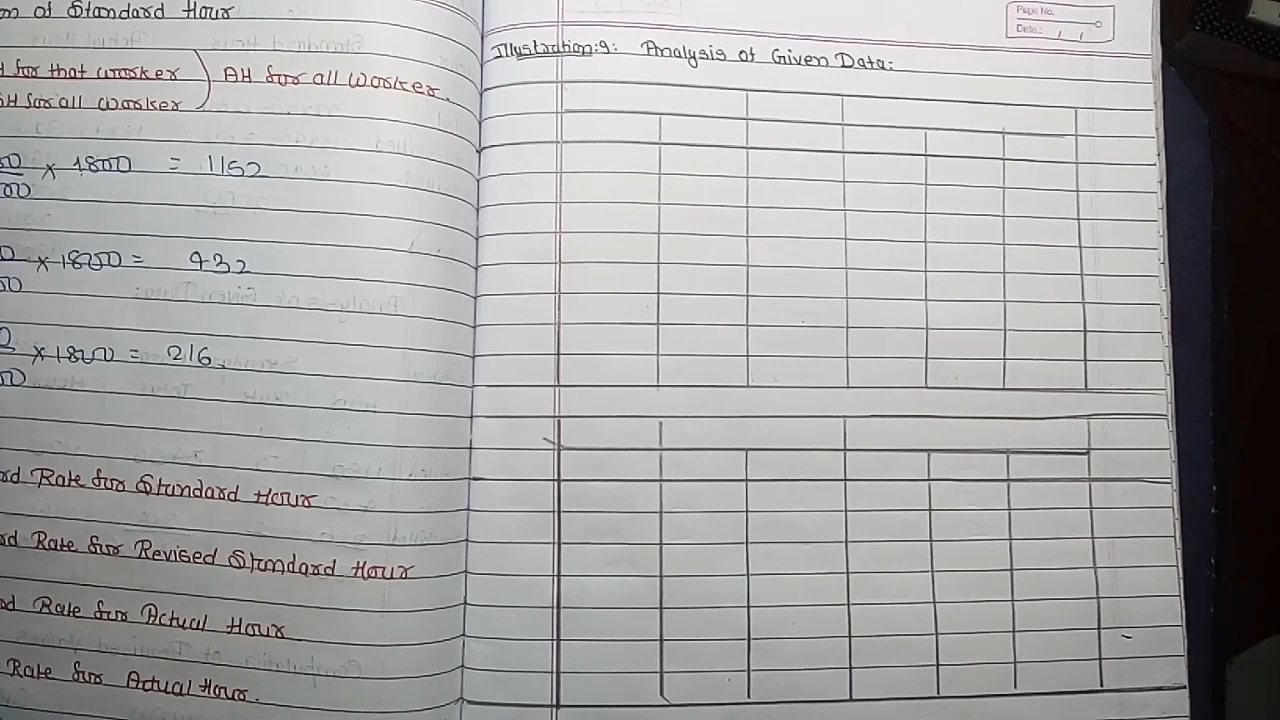 of Standard Hour
for that worker
AH for all Worker.
for all worker
× 1800 = 1152
× 1800 = 432
× 1800 = 216
Rate for Standard Hour
Rate for Revised Standard Hour
Rate for Actual Hour
Rate for Actual Hour.
Page No.
Date: / /
Illustration:9: Analysis of Given Data: